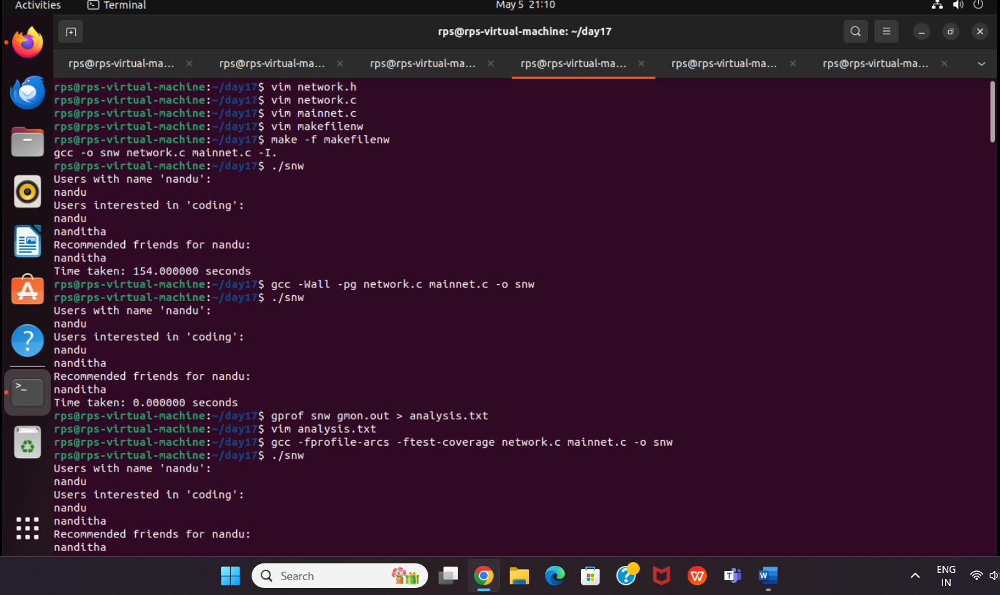 Activities
Terminal
May 5 21:10
rps@rps-virtual-machine: ~/day17
rps@rps-virtual-ma...
rps@rps-virtual-ma...
rps@rps-virtual-ma...
rps@rps-virtual-ma...
rps@rps-virtual-ma...
rps@rps-virtual-ma...
rps@rps-virtual-machine:~/day17$ vim network.h
rps@rps-virtual-machine:~/day17$ vim network.c
rps@rps-virtual-machine:~/day17$ vim mainnet.c
rps@rps-virtual-machine:~/day17$ vim makefilenw
rps@rps-virtual-machine:~/day17$ make -f makefilenw
gcc -o snw network.c mainnet.c -I.
rps@rps-virtual-machine:~/day17$ ./snw
Users with name 'nandu':
nandu
Users interested in 'coding':
nandu
nanditha
Recommended friends for nandu:
nanditha
Time taken: 154.000000 seconds
rps@rps-virtual-machine:~/day17$ gcc -Wall -pg network.c mainnet.c -o snw
rps@rps-virtual-machine:~/day17$ ./snw
Users with name 'nandu':
nandu
Users interested in 'coding':
nandu
nanditha
Recommended friends for nandu:
nanditha
Time taken: 0.000000 seconds
rps@rps-virtual-machine:~/day17$ gprof snw gmon.out > analysis.txt
rps@rps-virtual-machine:~/day17$ vim analysis.txt
rps@rps-virtual-machine:~/day17$ gcc -fprofile-arcs -ftest-coverage network.c mainnet.c -o snw
rps@rps-virtual-machine:~/day17$ ./snw
Users with name 'nandu':
nandu
Users interested in 'coding':
nandu
nanditha
Recommended friends for nandu:
nanditha
Search
ENG
IN